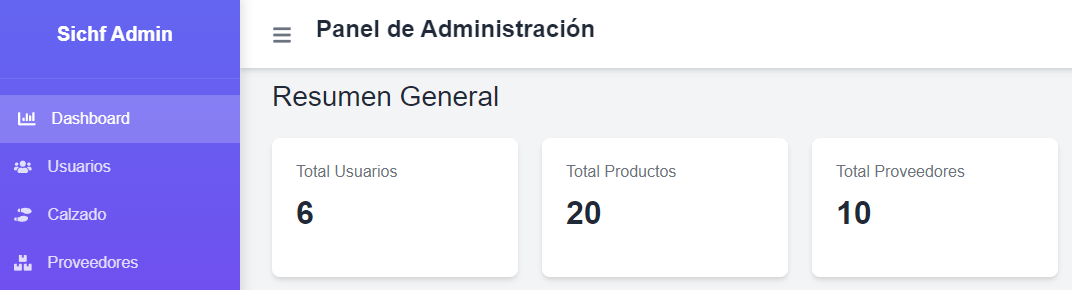 Sichf Admin
Dashboard
Usuarios
Calzado
Proveedores
Panel de Administración
Resumen General
Total Usuarios
6
Total Productos
20
Total Proveedores
10